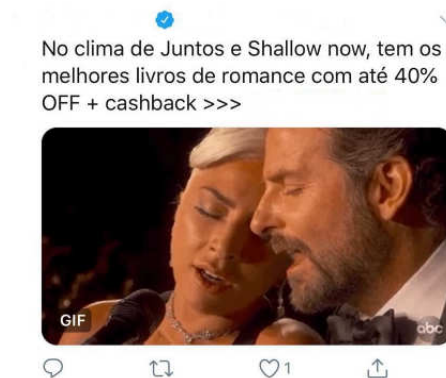 No clima de Juntos e Shallow now, tem os
melhores livros de romance com até 40%
OFF + cashback >>>
GIF
abc
1